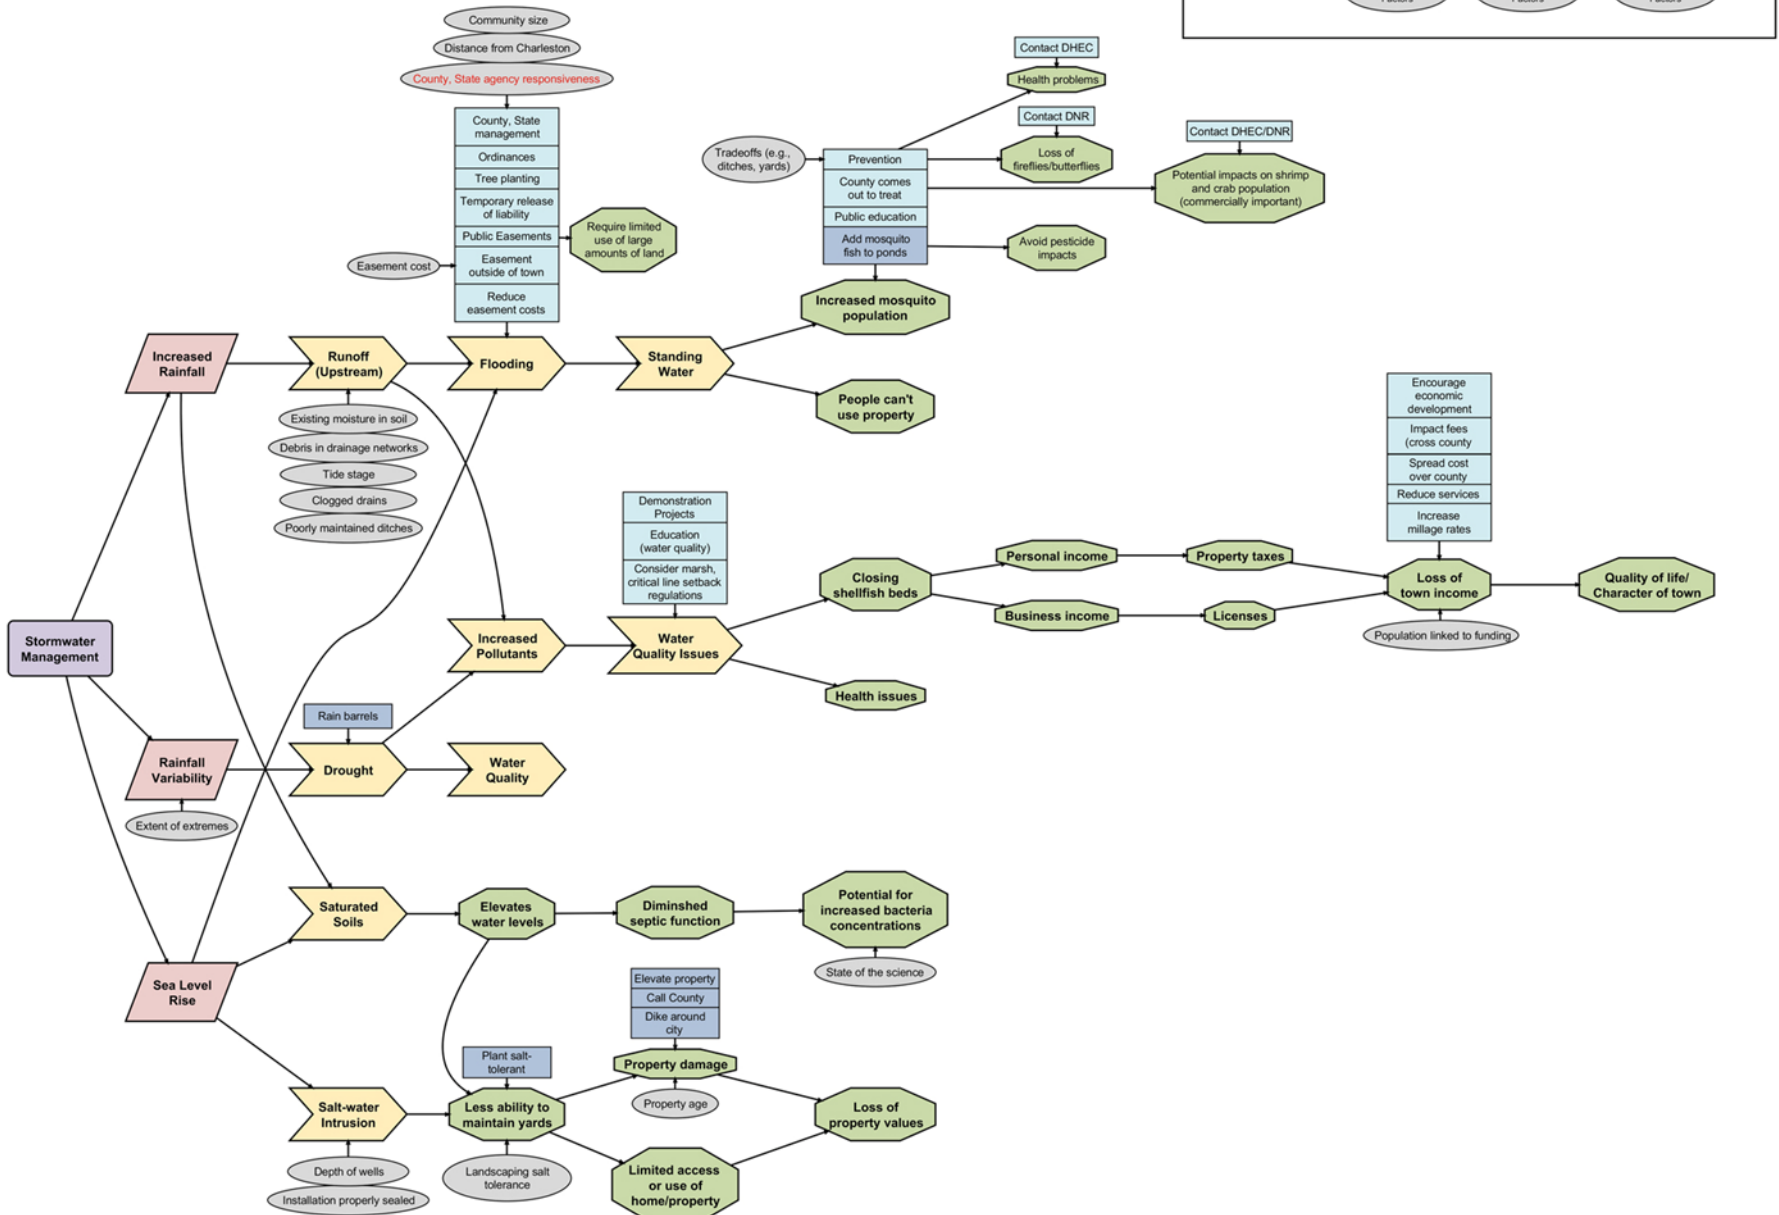 Factors
Factors
Factors
Community size
Distance from Charleston
County, State agency responsiveness
County, State
management
Ordinances
Tree planting
Temporary release
of liability
Public Easements
Easement
outside of town
Reduce
easement costs
Easement cost
Require limited
use of large
amounts of land
Contact DHEC
Health problems
Contact DNR
Loss of
fireflies/butterflies
Contact DHEC/DNR
Potential impacts on shrimp
and crab population
(commercially important)
Tradeoffs (e.g.,
ditches, yards)
Prevention
County comes
out to treat
Public education
Add mosquito
fish to ponds
Avoid pesticide
impacts
Increased mosquito
population
Increased
Rainfall
Runoff
(Upstream)
Flooding
Standing
Water
People can't
use property
Existing moisture in soil
Debris in drainage networks
Tide stage
Clogged drains
Poorly maintained ditches
Encourage
economic
development
Impact fees
(cross county
Spread cost
over county
Reduce services
Increase
millage rates
Demonstration
Projects
Education
(water quality)
Consider marsh,
critical line setback
regulations
Closing
shellfish beds
Personal income
Property taxes
Business income
Licenses
Loss of
town income
Quality of life/
Character of town
Population linked to funding
Stormwater
Management
Increased
Pollutants
Water
Quality Issues
Health issues
Rain barrels
Rainfall
Variability
Drought
Water
Quality
Extent of extremes
Saturated
Soils
Elevates
water levels
Diminshed
septic function
Potential for
increased bacteria
concentrations
State of the science
Sea Level
Rise
Elevate property
Call County
Dike around
city
Plant salt-
tolerant
Property damage
Property age
Salt-water
Intrusion
Less ability to
maintain yards
Loss of
property values
Depth of wells
Installation properly sealed
Landscaping salt
tolerance
Limited access
or use of
home/property